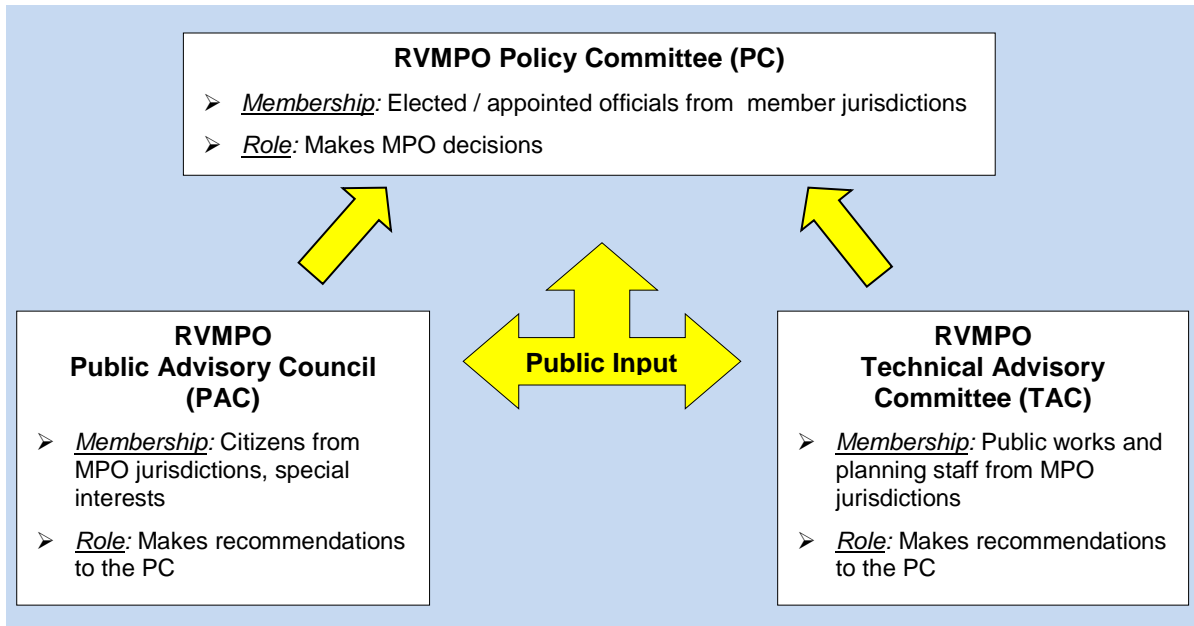 RVMPO Policy Committee (PC)
➢ Membership: Elected / appointed officials from member jurisdictions
➢ Role: Makes MPO decisions
Public Input
RVMPO
Public Advisory Council
(PAC)
➢ Membership: Citizens from
MPO jurisdictions, special
interests
➢ Role: Makes recommendations
to the PC
RVMPO
Technical Advisory
Committee (TAC)
➢ Membership: Public works and
planning staff from MPO
jurisdictions
➢ Role: Makes recommendations
to the PC